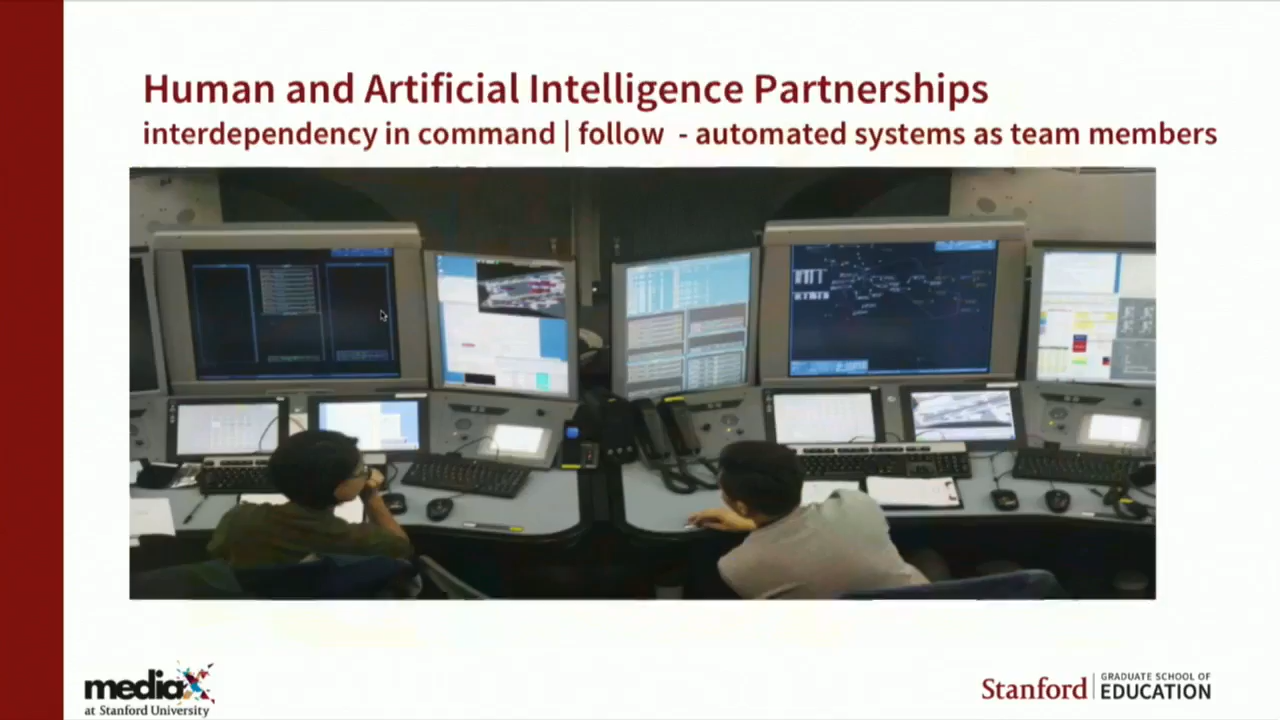 Human and Artificial Intelligence Partnerships
interdependency in command | follow - automated systems as team members
mediaX
at Stanford University
Stanford
GRADUATE SCHOOL OF
EDUCATION